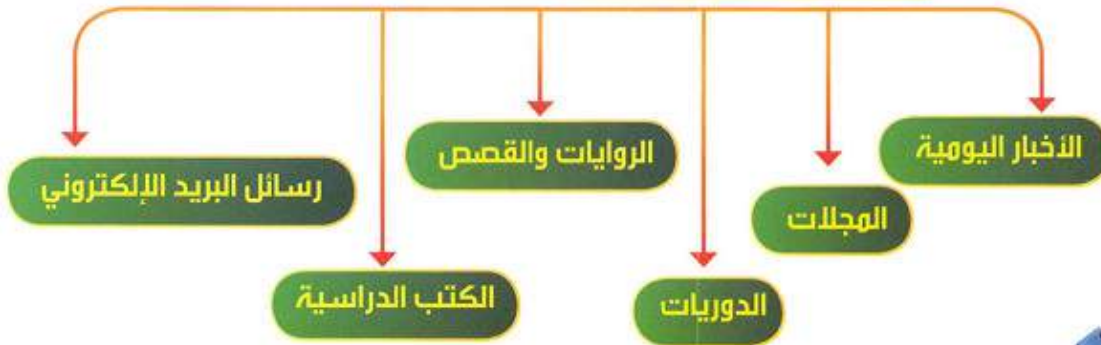 الأخبار اليومية
المجلات
الدوريات
الروايات والقصص
الكتب الدراسية
رسائل البريد الإلكتروني